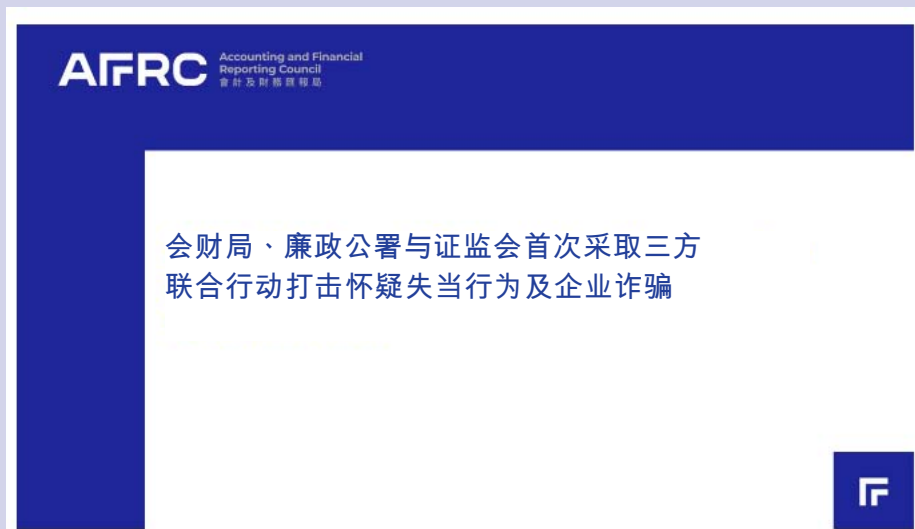 AFRC
Accounting and Financial
Reporting Council
會計及財務匯報局
会财局、廉政公署与证监会首次采取三方
联合行动打击怀疑失当行为及企业诈骗